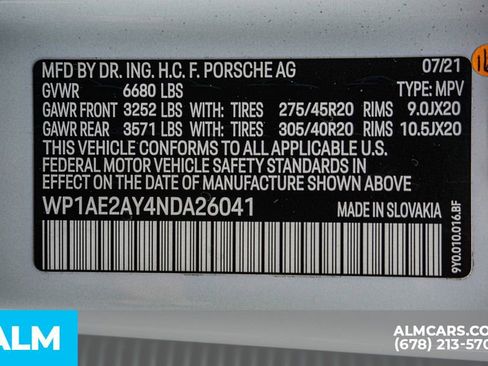 MFD BY DR. ING. H.C. F. PORSCHE AG 07/21
GVWR 6680 LBS TYPE: MPV
GAWR FRONT 3252 LBS WITH: TIRES 275/45R20 RIMS 9.0JX20
GAWR REAR 3571 LBS WITH: TIRES 305/40R20 RIMS 10.5JX20
THIS VEHICLE CONFORMS TO ALL APPLICABLE U.S.
FEDERAL MOTOR VEHICLE SAFETY STANDARDS IN
EFFECT ON THE DATE OF MANUFACTURE SHOWN ABOVE.
WP1AE2AY4NDA26041 MADE IN SLOVAKIA
9Y0.010.016.BF
ALM
ALMCARS.CO
(678) 213-570